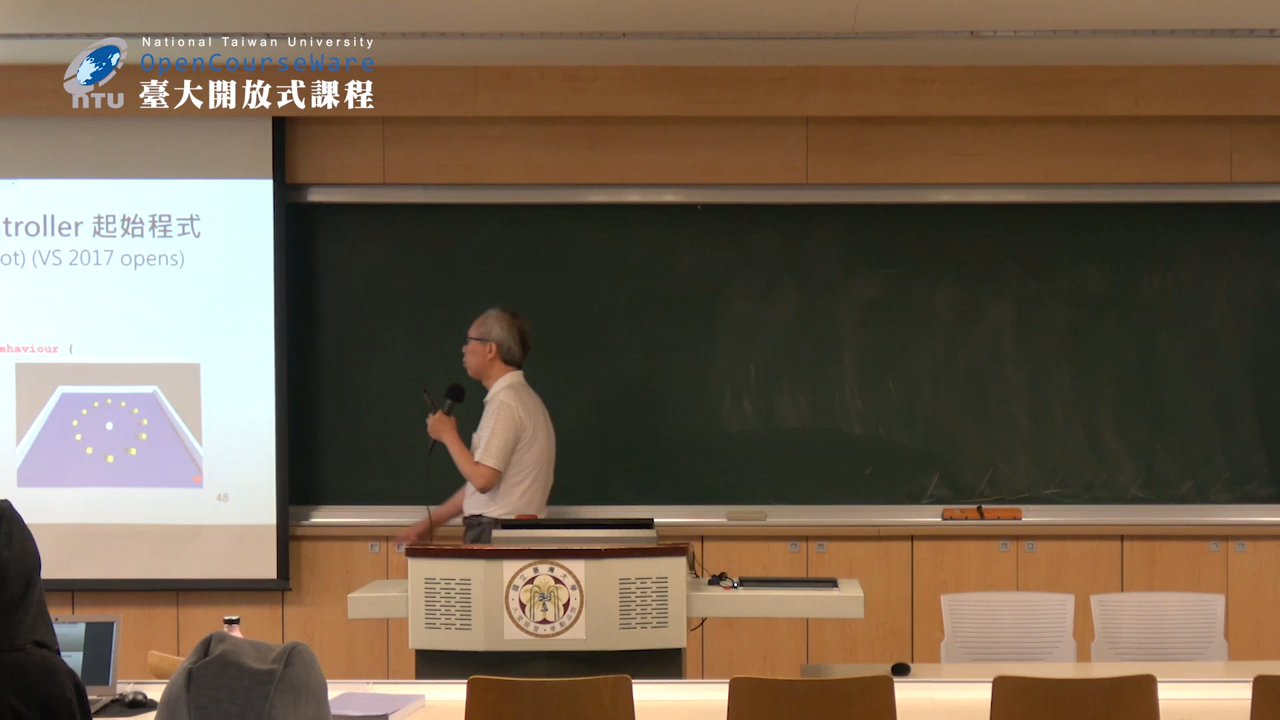 National Taiwan University
OpenCourseWare
NTU
臺大開放式課程
troller 起始程式
ot) (VS 2017 opens)
ehaviour {
48